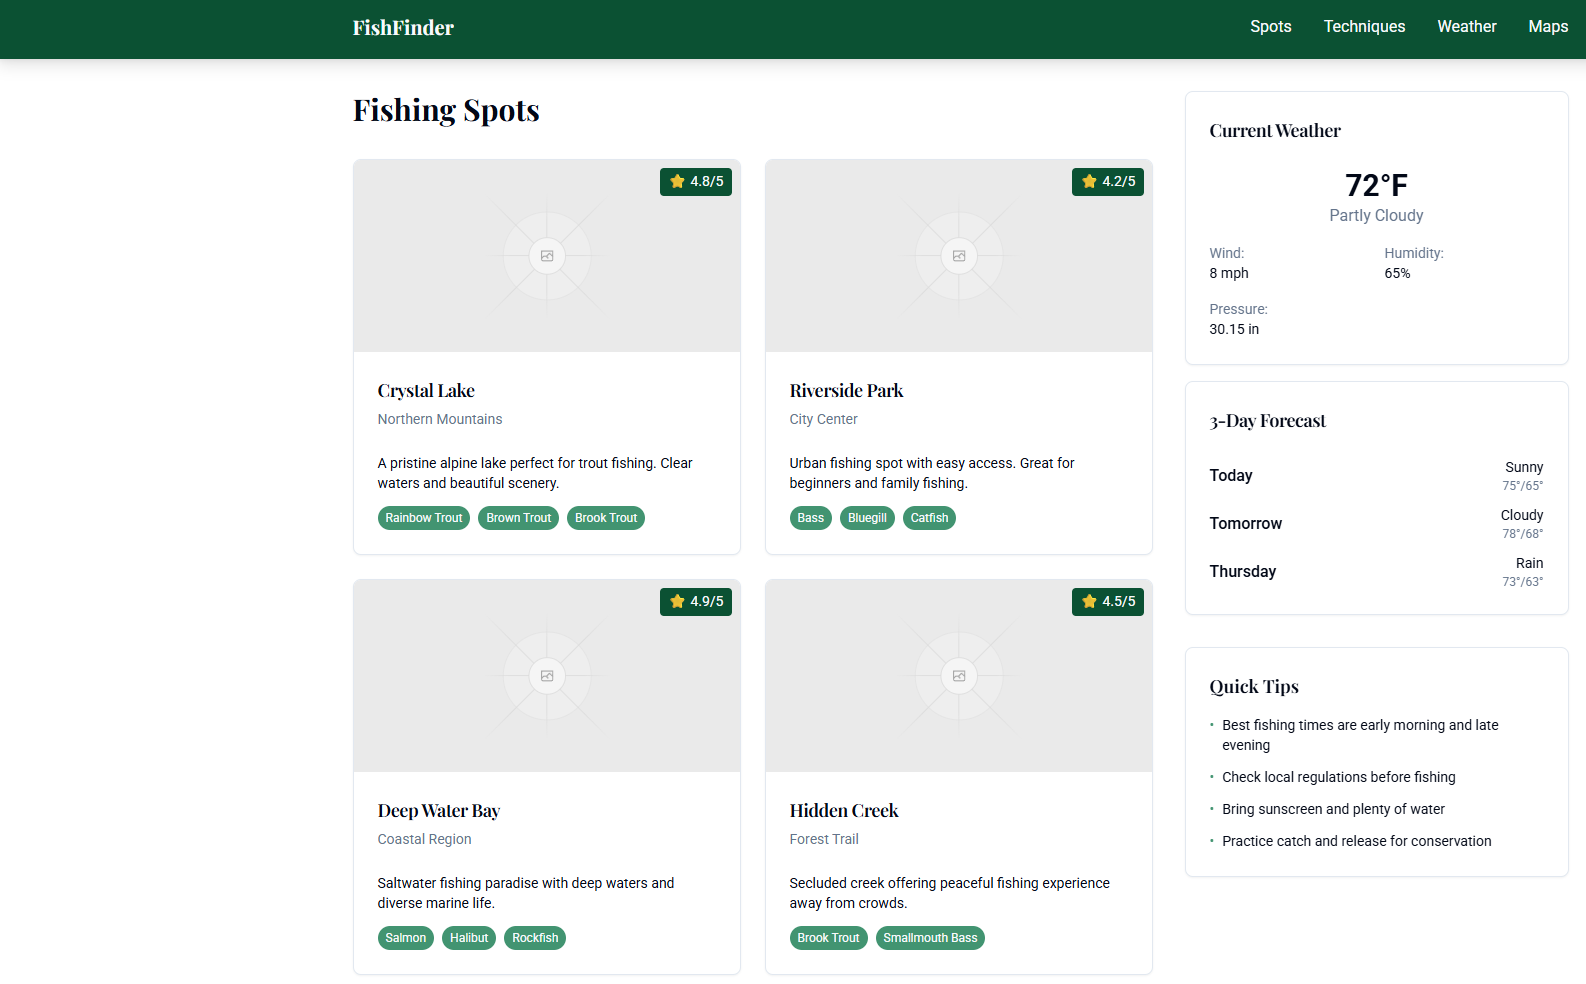 FishFinder
Spots
Techniques
Weather
Maps
Fishing Spots
4.8/5
Crystal Lake
Northern Mountains
A pristine alpine lake perfect for trout fishing. Clear
waters and beautiful scenery.
Rainbow Trout
Brown Trout
Brook Trout
4.2/5
Riverside Park
City Center
Urban fishing spot with easy access. Great for
beginners and family fishing.
Bass
Bluegill
Catfish
4.9/5
Deep Water Bay
Coastal Region
Saltwater fishing paradise with deep waters and
diverse marine life.
Salmon
Halibut
Rockfish
4.5/5
Hidden Creek
Forest Trail
Secluded creek offering peaceful fishing experience
away from crowds.
Brook Trout
Smallmouth Bass
Current Weather
72°F
Partly Cloudy
Wind:
8 mph
Humidity:
65%
Pressure:
30.15 in
3-Day Forecast
Today
Sunny
75°/65°
Tomorrow
Cloudy
78°/68°
Thursday
Rain
73°/63°
Quick Tips
• Best fishing times are early morning and late
evening
• Check local regulations before fishing
• Bring sunscreen and plenty of water
• Practice catch and release for conservation